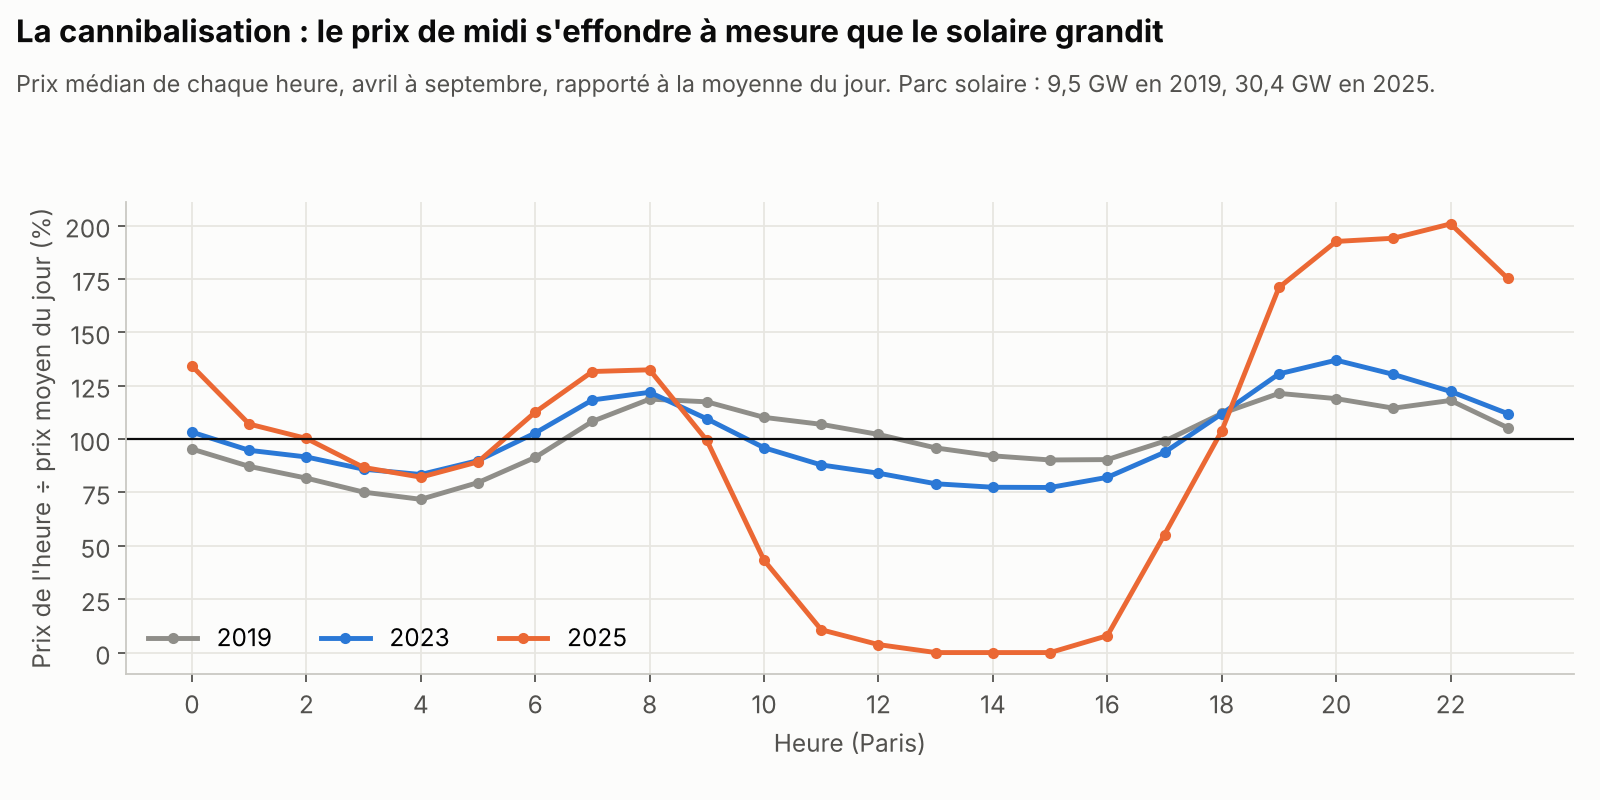 La cannibalisation : le prix de midi s'effondre à mesure que le solaire grandit
Prix médian de chaque heure, avril à septembre, rapporté à la moyenne du jour. Parc solaire : 9,5 GW en 2019, 30,4 GW en 2025.
Prix de l'heure ÷ prix moyen du jour (%)
200
175
150
125
100
75
50
25
0
2019 2023 2025
0 2 4 6 8 10 12 14 16 18 20 22
Heure (Paris)